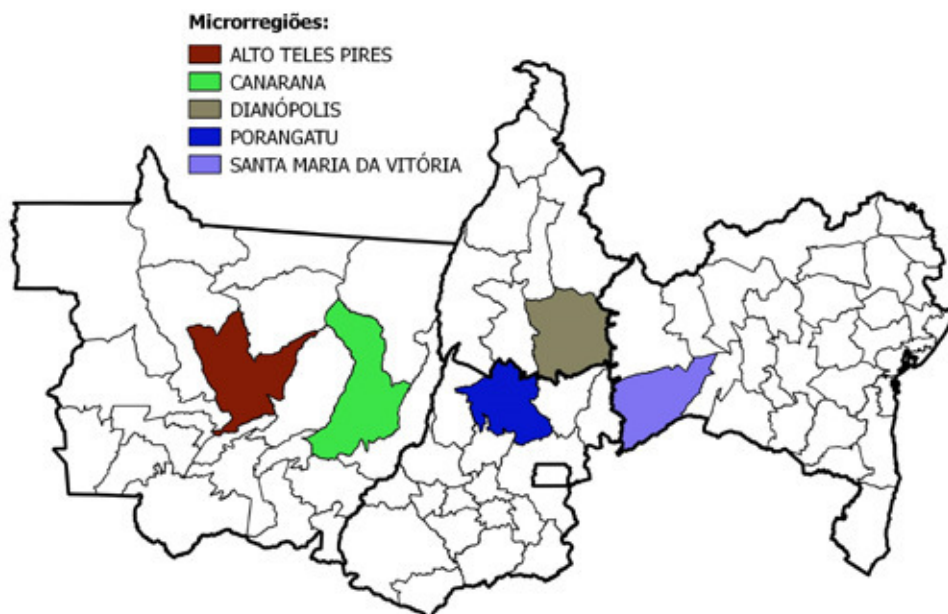 Microrregiões:
ALTO TELES PIRES
CANARANA
DIANÓPOLIS
PORANGATU
SANTA MARIA DA VITÓRIA